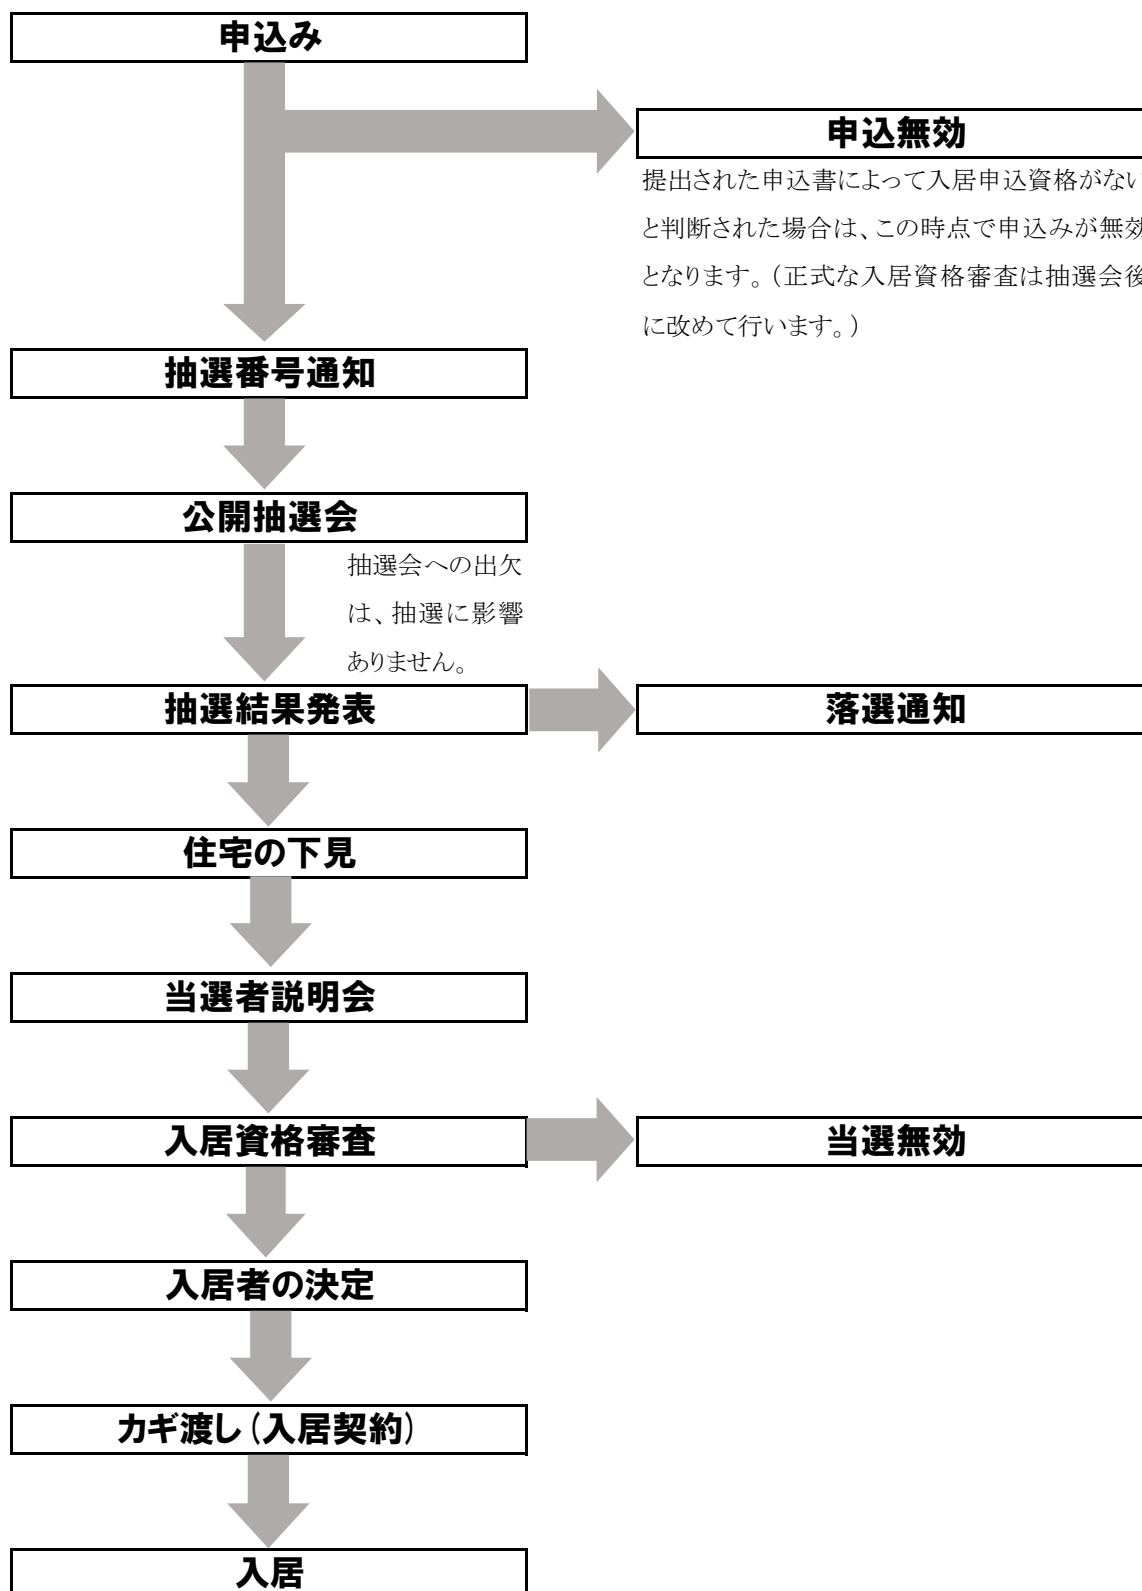 申込み
申込無効
提出された申込書によって入居申込資格がない
と判断された場合は、この時点で申込みが無効
となります。（正式な入居資格審査は抽選会後
に改めて行います。）
抽選番号通知
公開抽選会
抽選会への出欠
は、抽選に影響
ありません。
抽選結果発表
落選通知
住宅の下見
当選者説明会
入居資格審査
当選無効
入居者の決定
カギ渡し（入居契約）
入居